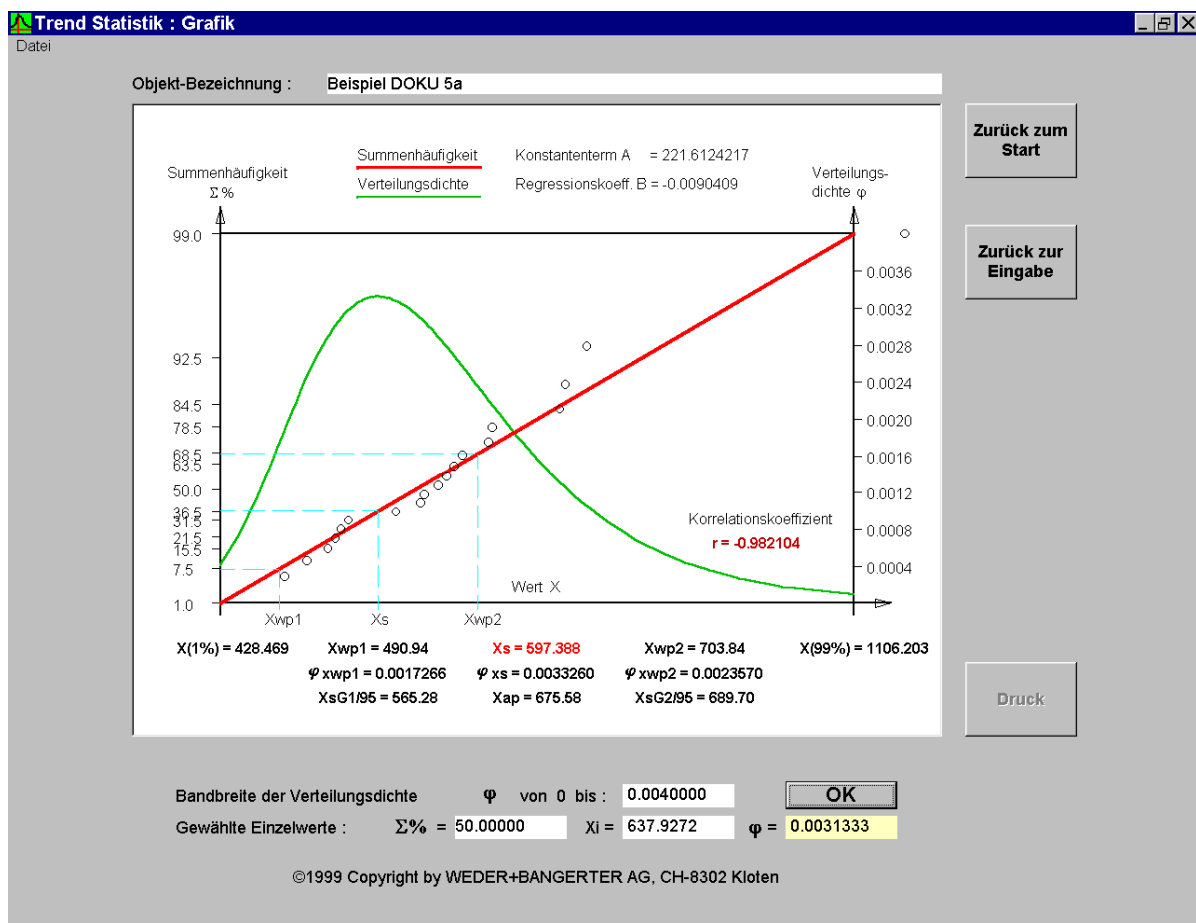 Trend Statistik : Grafik
Datei
Objekt-Bezeichnung : Beispiel DOKU 5a
Zurück zum
Start
Zurück zur
Eingabe
Druck
Summenhäufigkeit Konstantenterm A = 221.6124217
Verteilungsdichte Regressionskoeff. B = -0.0090409
Summenhäufigkeit
Σ %
Verteilungs-
dichte φ
99.0
92.5
84.5
78.5
68.5
63.5
50.0
36.5
31.5
21.5
15.5
7.5
1.0
0.0036
0.0032
0.0028
0.0024
0.0020
0.0016
0.0012
0.0008
0.0004
Korrelationskoeffizient
r = -0.982104
Wert X
Xwp1 Xs Xwp2
X(1%) = 428.469 Xwp1 = 490.94 Xs = 597.388 Xwp2 = 703.84 X(99%) = 1106.203
φ xwp1 = 0.0017266 φ xs = 0.0033260 φ xwp2 = 0.0023570
XsG1/95 = 565.28 Xap = 675.58 XsG2/95 = 689.70
Bandbreite der Verteilungsdichte φ von 0 bis : 0.0040000 OK
Gewählte Einzelwerte : Σ% = 50.00000 Xi = 637.9272 φ = 0.0031333
©1999 Copyright by WEDER+BANGERTER AG, CH-8302 Kloten